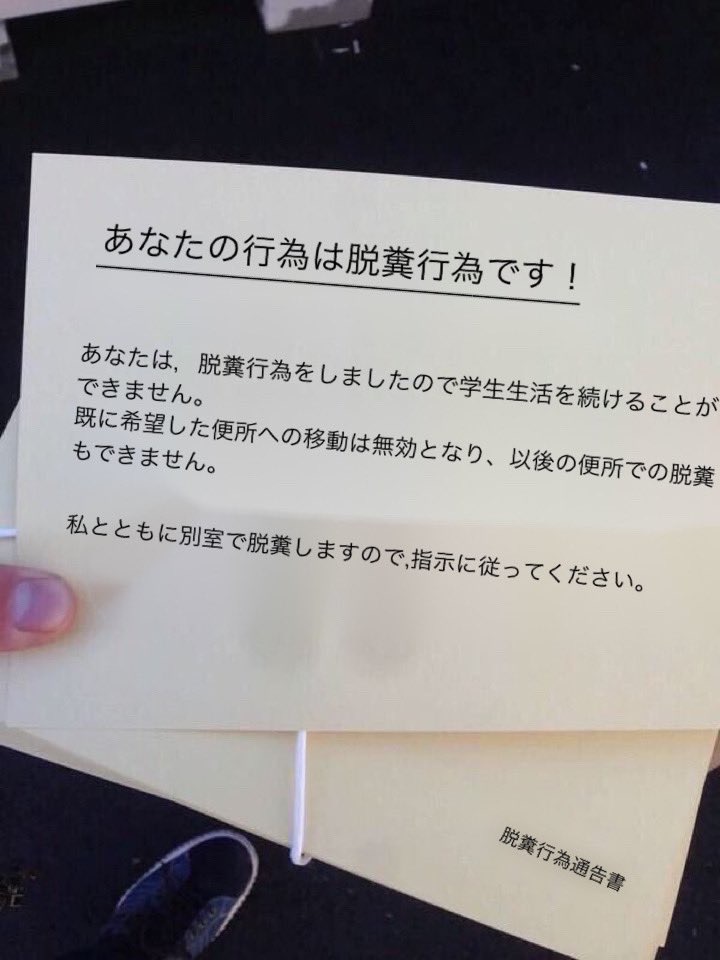 あなたの行為は脱糞行為です！
あなたは，脱糞行為をしましたので学生生活を続けることが
できません。
既に希望した便所への移動は無効となり、以後の便所での脱糞
もできません。
私とともに別室で脱糞しますので,指示に従ってください。
脱糞行為通告書